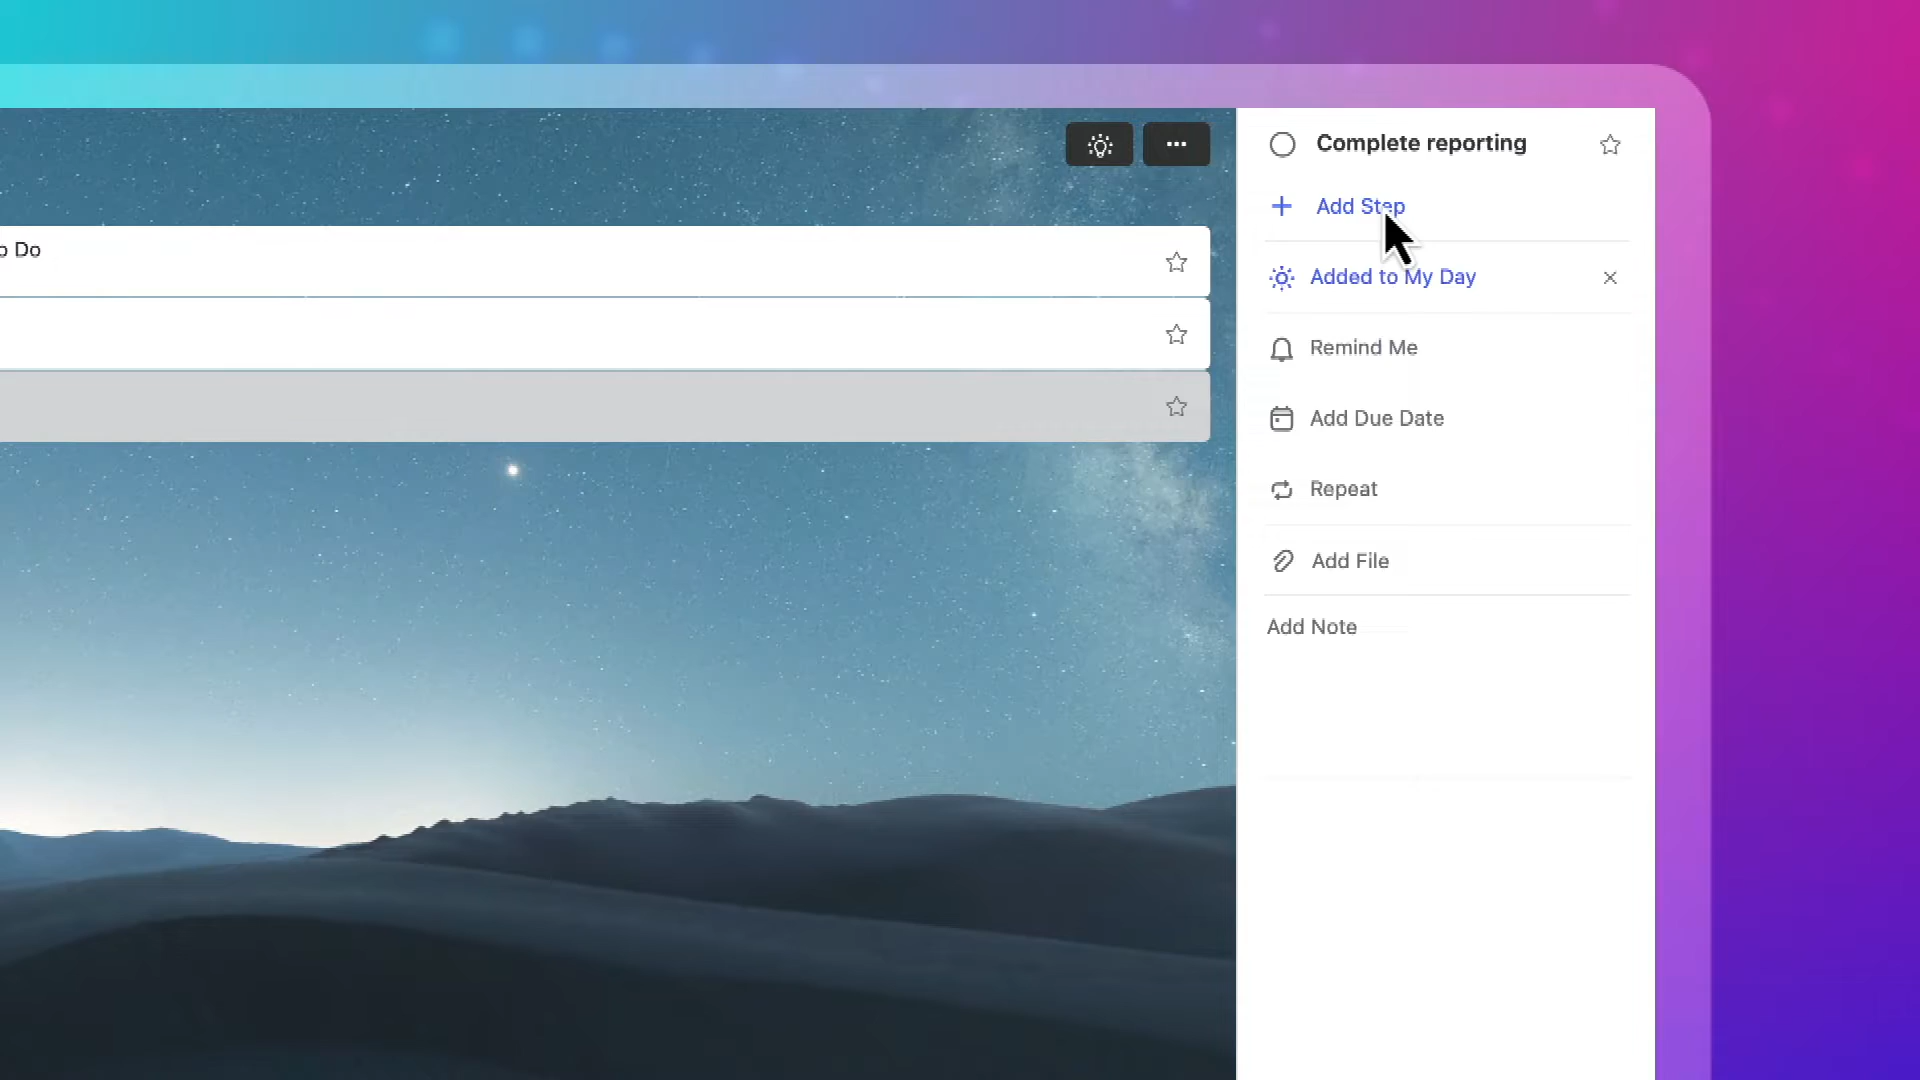 Complete reporting
Add Step
o Do
Added to My Day
Remind Me
Add Due Date
Repeat
Add File
Add Note